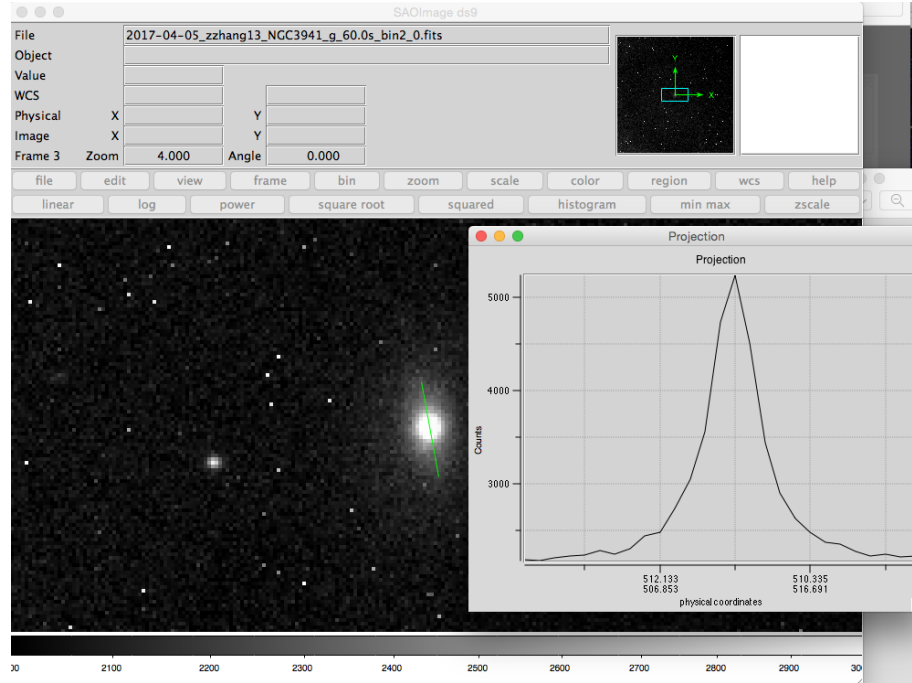 SAOImage ds9
File 2017-04-05_zzhang13_NGC3941_g_60.0s_bin2_0.fits
Object
Value
WCS
Physical X Y
Image X Y
Frame 3 Zoom 4.000 Angle 0.000
Y
X
file edit view frame bin zoom scale color region wcs help
linear log power square root squared histogram min max zscale
Projection
Projection
5000
4000
3000
Counts
512.133 510.335
506.853 516.691
physical coordinates
00 2100 2200 2300 2400 2500 2600 2700 2800 2900 30